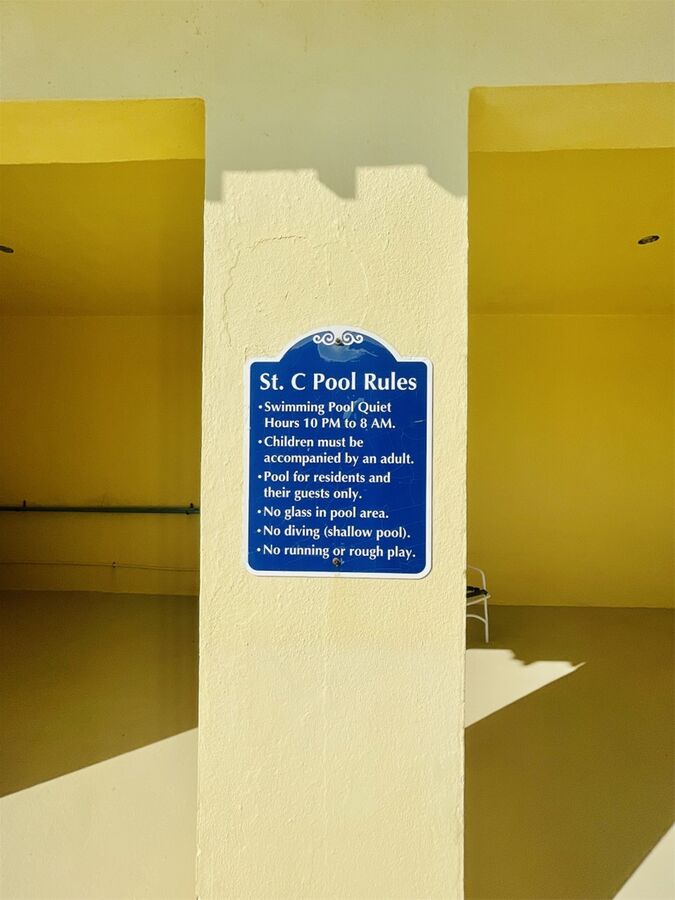 St. C Pool Rules
•Swimming Pool Quiet
Hours 10 PM to 8 AM.
•Children must be
accompanied by an adult.
•Pool for residents and
their guests only.
•No glass in pool area.
•No diving (shallow pool).
•No running or rough play.